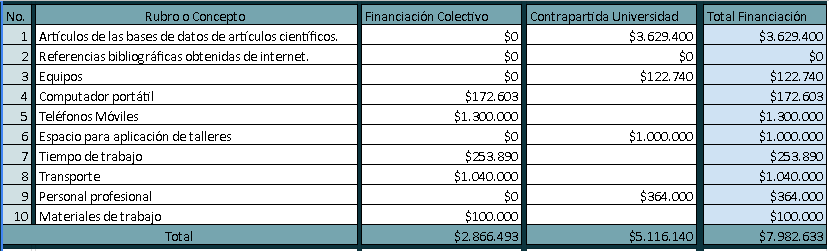 No. Rubro o Concepto Financiación Colectivo Contrapartida Universidad Total Financiación
1 Artículos de las bases de datos de artículos científicos. $0 $3.629.400 $3.629.400
2 Referencias bibliográficas obtenidas de internet. $0 $0 $0
3 Equipos $0 $122.740 $122.740
4 Computador portátil $172.603 $172.603
5 Teléfonos Móviles $1.300.000 $1.300.000
6 Espacio para aplicación de talleres $0 $1.000.000 $1.000.000
7 Tiempo de trabajo $253.890 $253.890
8 Transporte $1.040.000 $1.040.000
9 Personal profesional $0 $364.000 $364.000
10 Materiales de trabajo $100.000 $100.000
Total $2.866.493 $5.116.140 $7.982.633